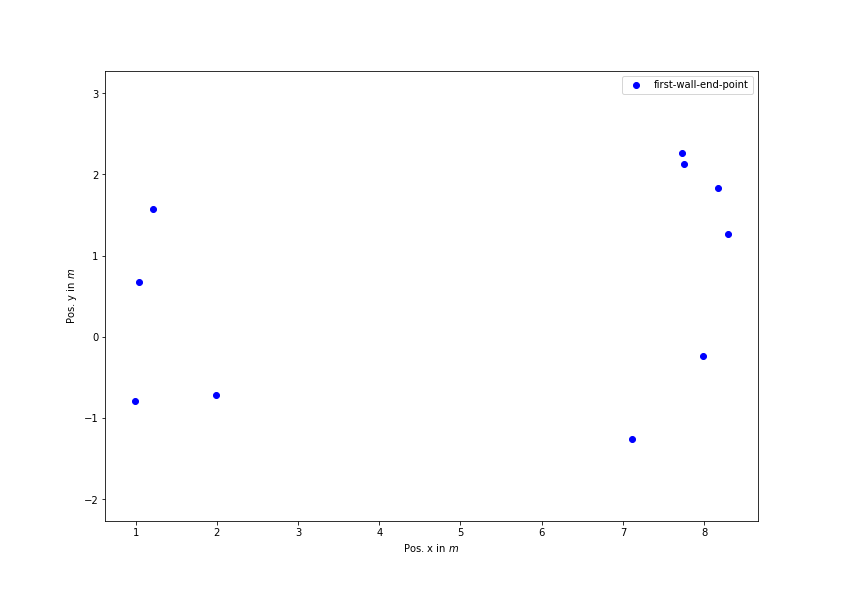 first-wall-end-point
3
2
1
0
−1
−2
Pos. y in m
1 2 3 4 5 6 7 8
Pos. x in m